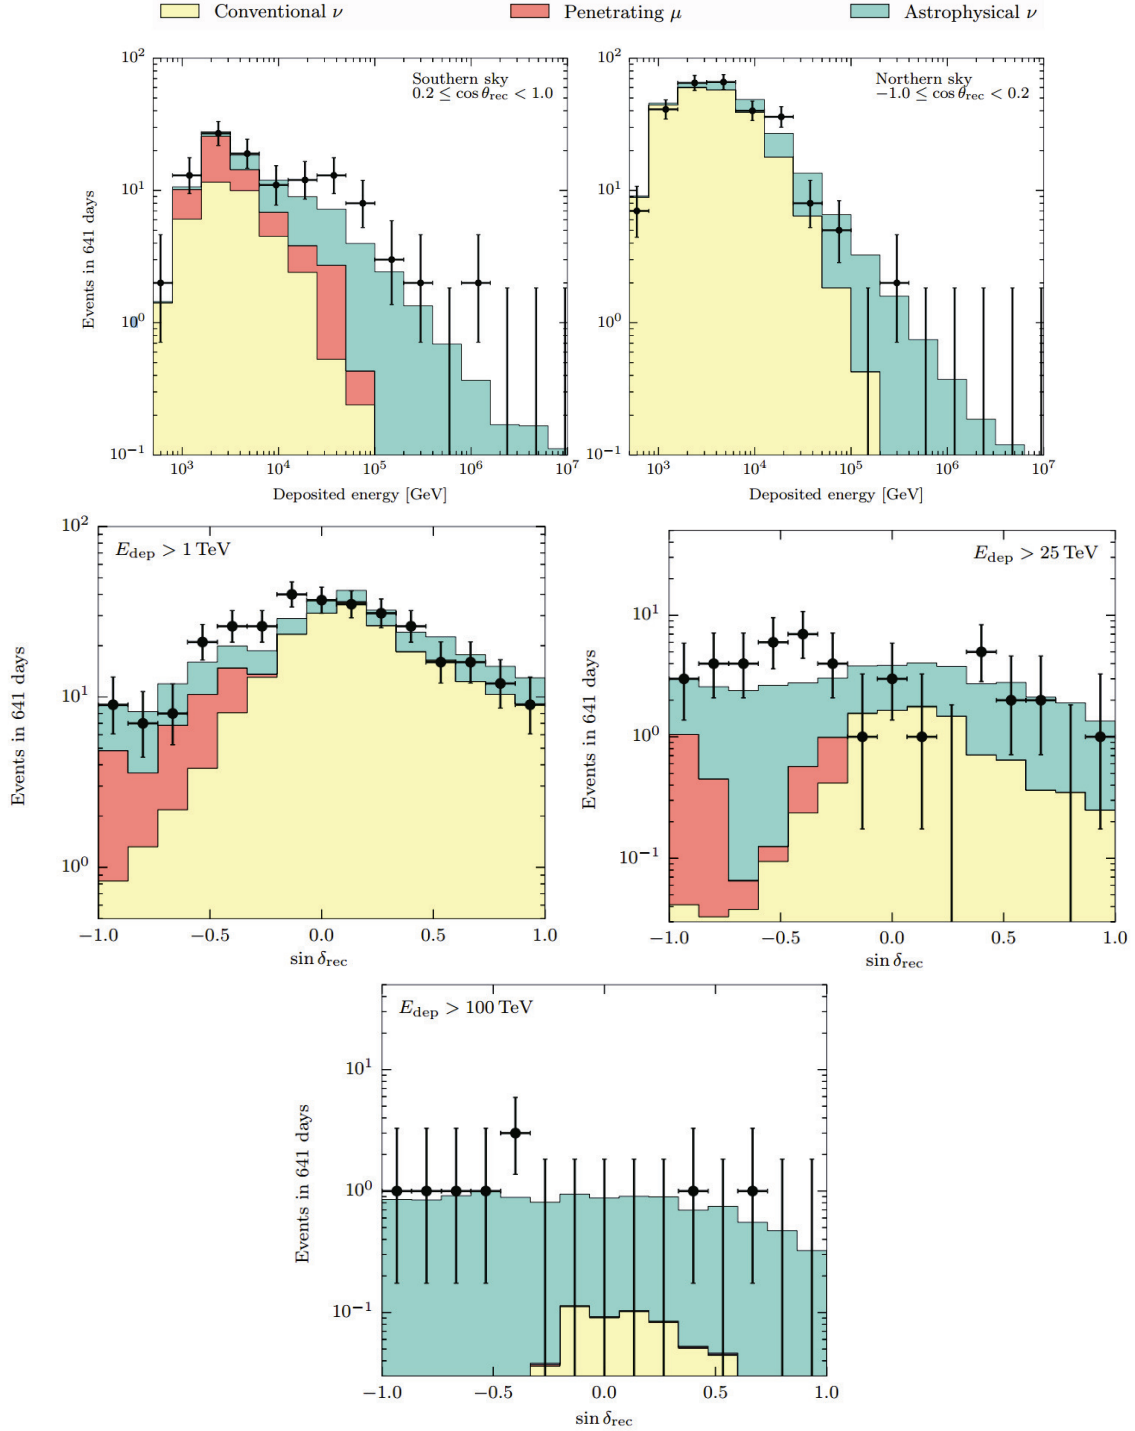 Conventional ν Penetrating μ Astrophysical ν
Southern sky
0.2 ≤ cos θrec < 1.0
10²
10¹
10⁰
10⁻¹
Events in 641 days
10³ 10⁴ 10⁵ 10⁶ 10⁷
Deposited energy [GeV]
Northern sky
−1.0 ≤ cos θrec < 0.2
10²
10¹
10⁰
10⁻¹
10³ 10⁴ 10⁵ 10⁶ 10⁷
Deposited energy [GeV]
Edep > 1 TeV
10²
10¹
10⁰
Events in 641 days
−1.0 −0.5 0.0 0.5 1.0
sin δrec
Edep > 25 TeV
10¹
10⁰
10⁻¹
Events in 641 days
−1.0 −0.5 0.0 0.5 1.0
sin δrec
Edep > 100 TeV
10¹
10⁰
10⁻¹
Events in 641 days
−1.0 −0.5 0.0 0.5 1.0
sin δrec